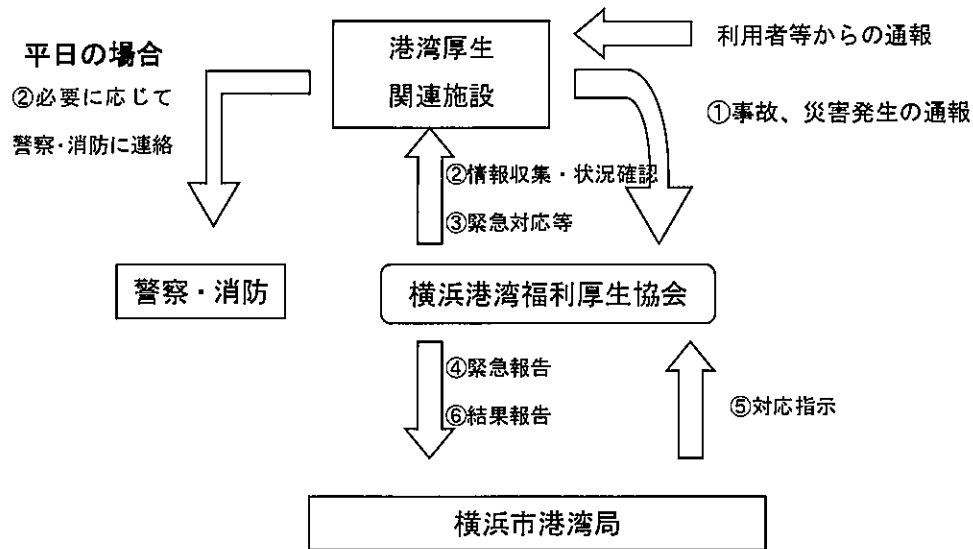 平日の場合
②必要に応じて
警察・消防に連絡
港湾厚生
関連施設
利用者等からの通報
①事故、災害発生の通報
②情報収集・状況確認
③緊急対応等
警察・消防
横浜港湾福利厚生協会
④緊急報告
⑥結果報告
⑤対応指示
横浜市港湾局